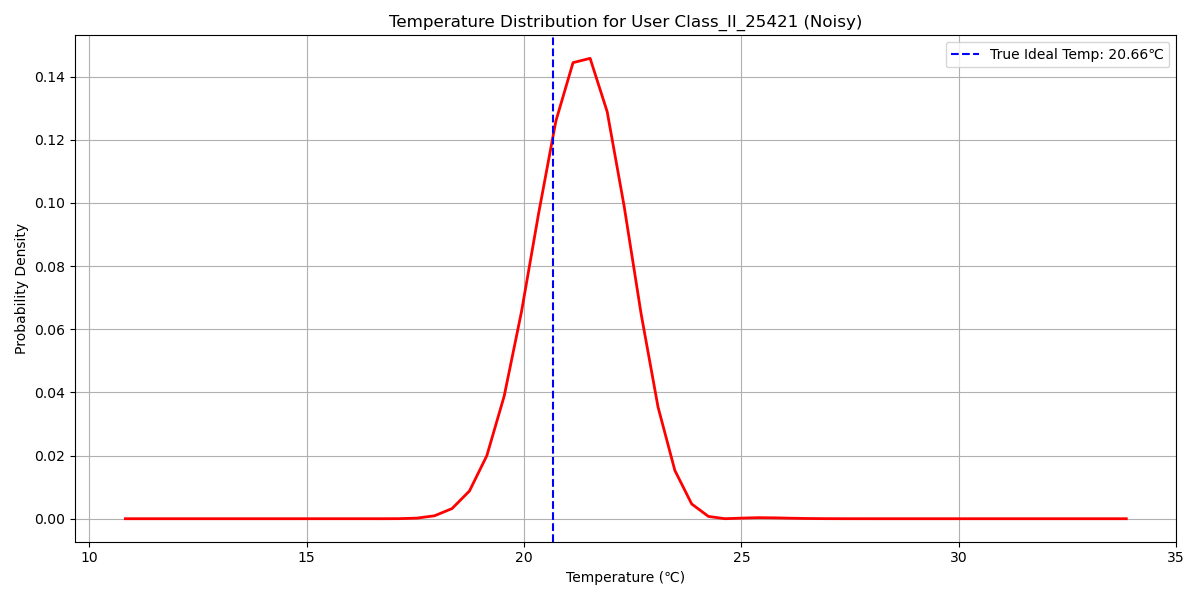 Temperature Distribution for User Class_II_25421 (Noisy)
True Ideal Temp: 20.66℃
Probability Density
0.14
0.12
0.10
0.08
0.06
0.04
0.02
0.00
10 15 20 25 30 35
Temperature (℃)